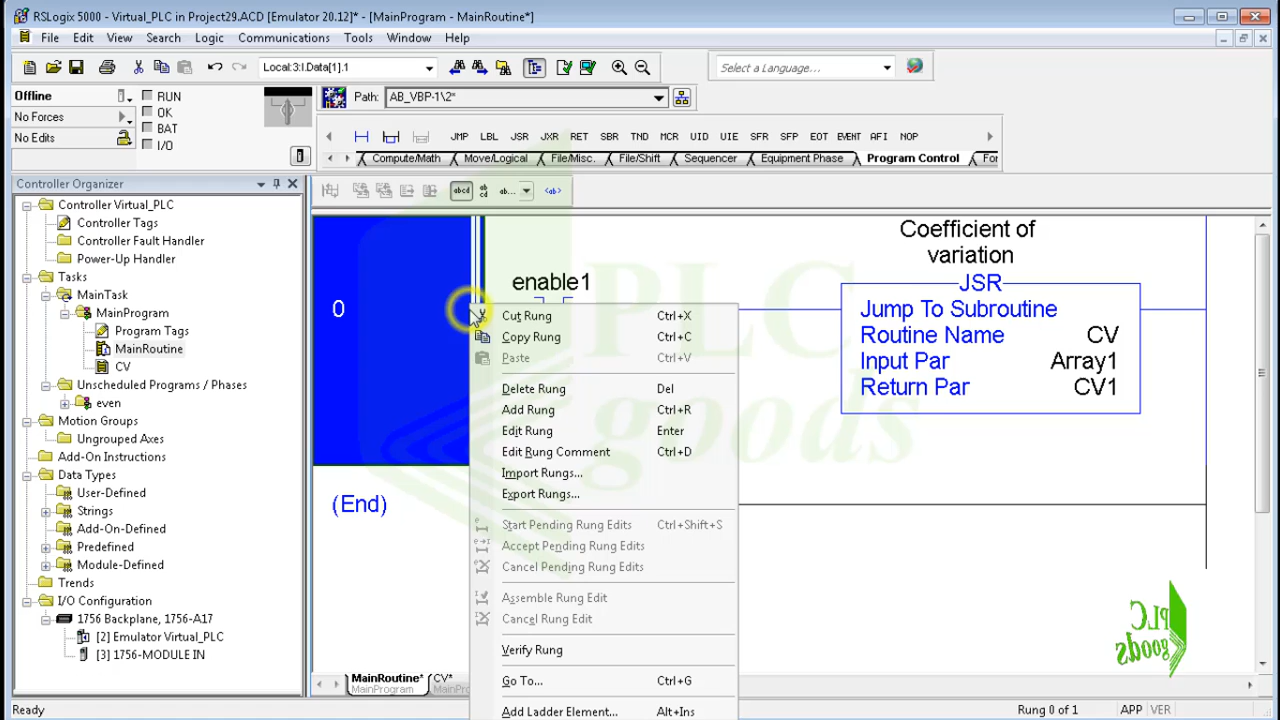 RSLogix 5000 - Virtual_PLC in Project29.ACD [Emulator 20.12]* - [MainProgram - MainRoutine*]
File Edit View Search Logic Communications Tools Window Help
Local:3:I.Data[1].1
Select a Language...
Offline
RUN
No Forces
OK
No Edits
BAT
I/O
Path: AB_VBP-1\2*
JMP LBL JSR JXR RET SBR TND MCR UID UIE SFR SFP EOT EVENT AFI NOP
Compute/Math Move/Logical File/Misc. File/Shift Sequencer Equipment Phase Program Control For
Controller Organizer
Controller Virtual_PLC
Controller Tags
Controller Fault Handler
Power-Up Handler
Tasks
MainTask
MainProgram
Program Tags
MainRoutine
CV
Unscheduled Programs / Phases
even
Motion Groups
Ungrouped Axes
Add-On Instructions
Data Types
User-Defined
Strings
Add-On-Defined
Predefined
Module-Defined
Trends
I/O Configuration
1756 Backplane, 1756-A17
[2] Emulator Virtual_PLC
[3] 1756-MODULE IN
abcd
ab
cd
ab...
<ab>
0
(End)
enable1
Coefficient of
variation
JSR
Jump To Subroutine
Routine Name CV
Input Par Array1
Return Par CV1
Cut Rung Ctrl+X
Copy Rung Ctrl+C
Paste Ctrl+V
Delete Rung Del
Add Rung Ctrl+R
Edit Rung Enter
Edit Rung Comment Ctrl+D
Import Rungs...
Export Rungs...
Start Pending Rung Edits Ctrl+Shift+S
Accept Pending Rung Edits
Cancel Pending Rung Edits
Assemble Rung Edit
Cancel Rung Edit
Verify Rung
Go To... Ctrl+G
Add Ladder Element... Alt+Ins
PLC
goods
PLC
goods
MainRoutine*
MainProgram
CV*
MainPro
Ready
Rung 0 of 1
APP
VER